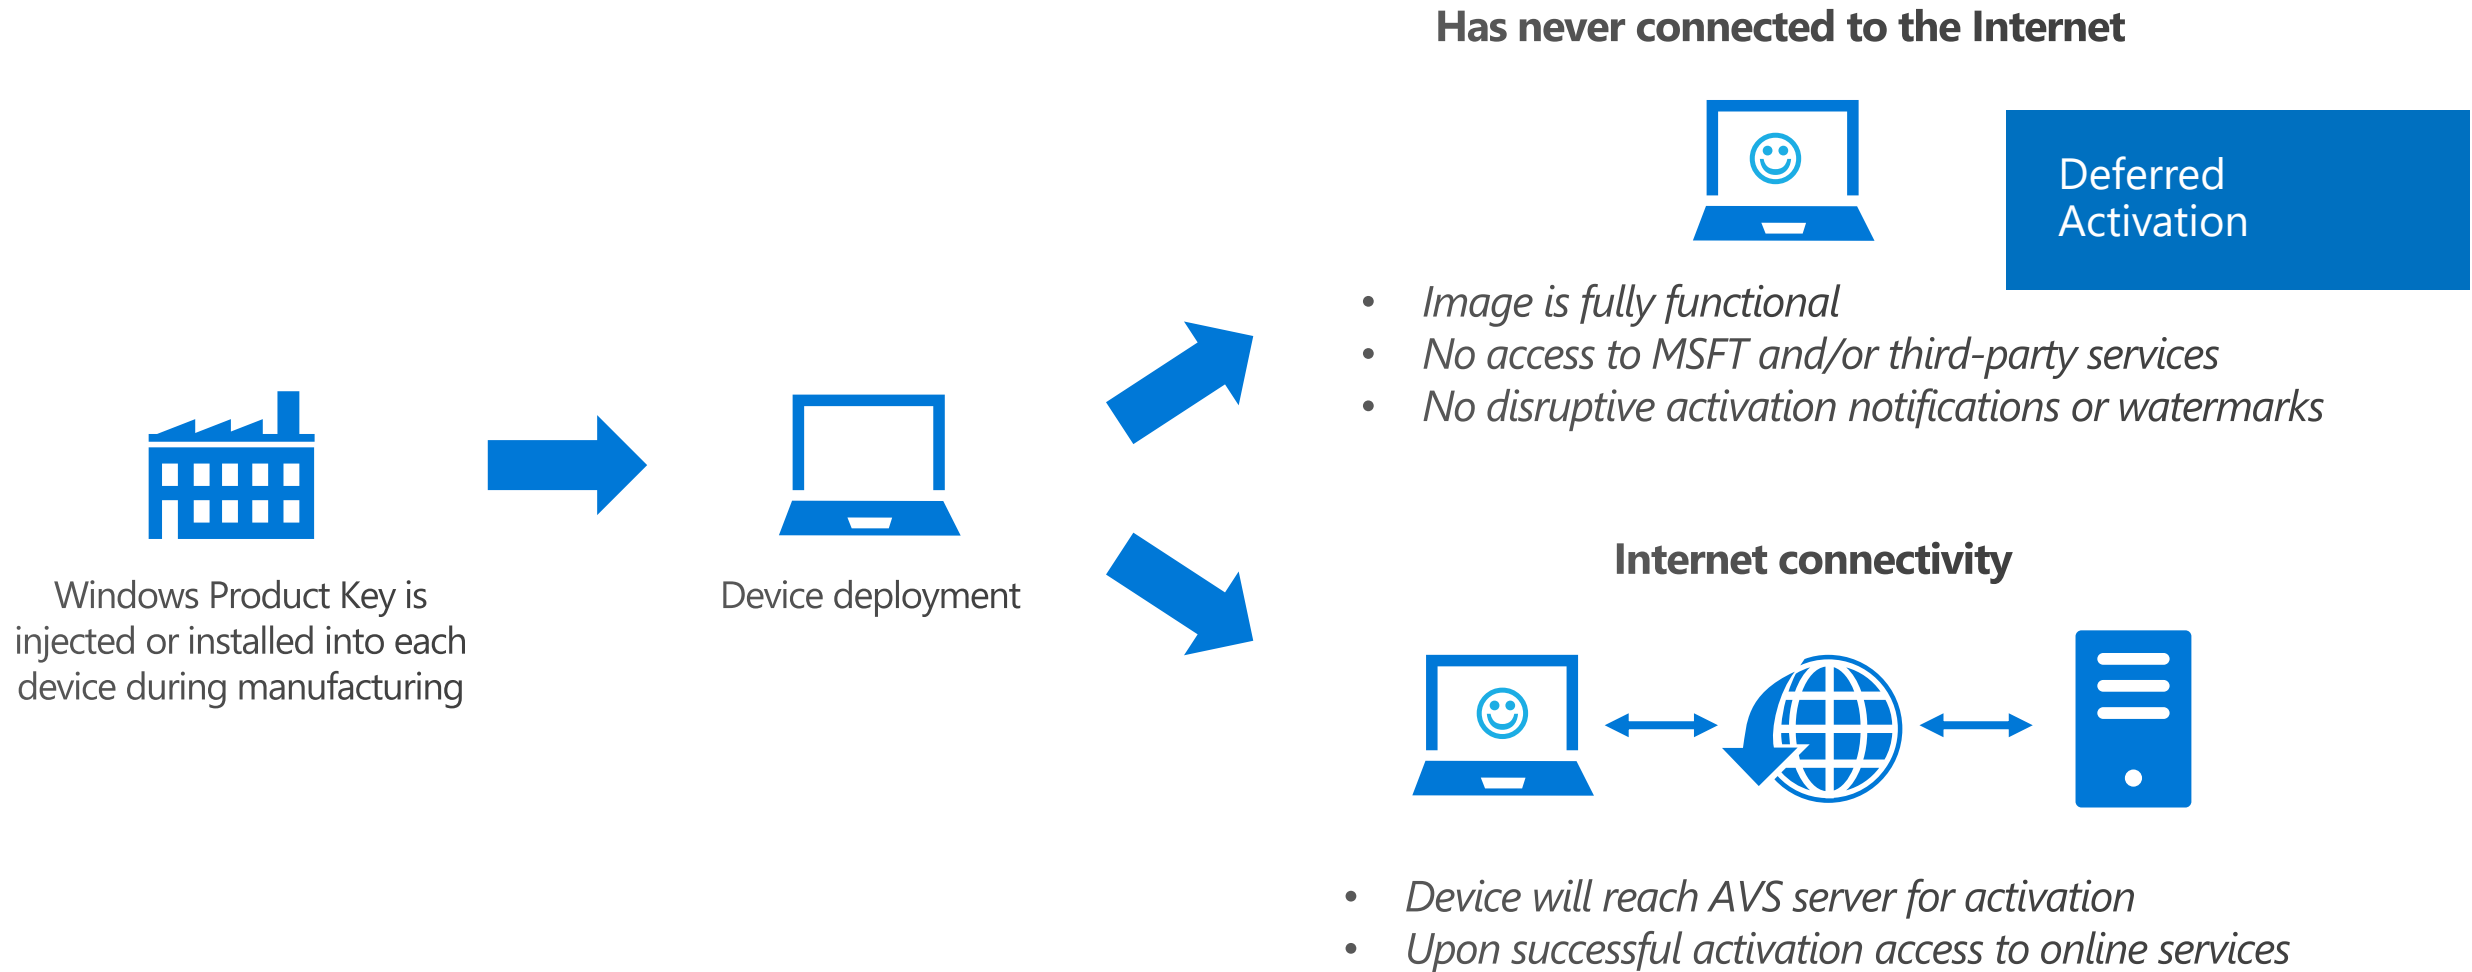 Has never connected to the Internet
Deferred
Activation
• Image is fully functional
• No access to MSFT and/or third-party services
• No disruptive activation notifications or watermarks
Windows Product Key is
injected or installed into each
device during manufacturing
Device deployment
Internet connectivity
• Device will reach AVS server for activation
• Upon successful activation access to online services